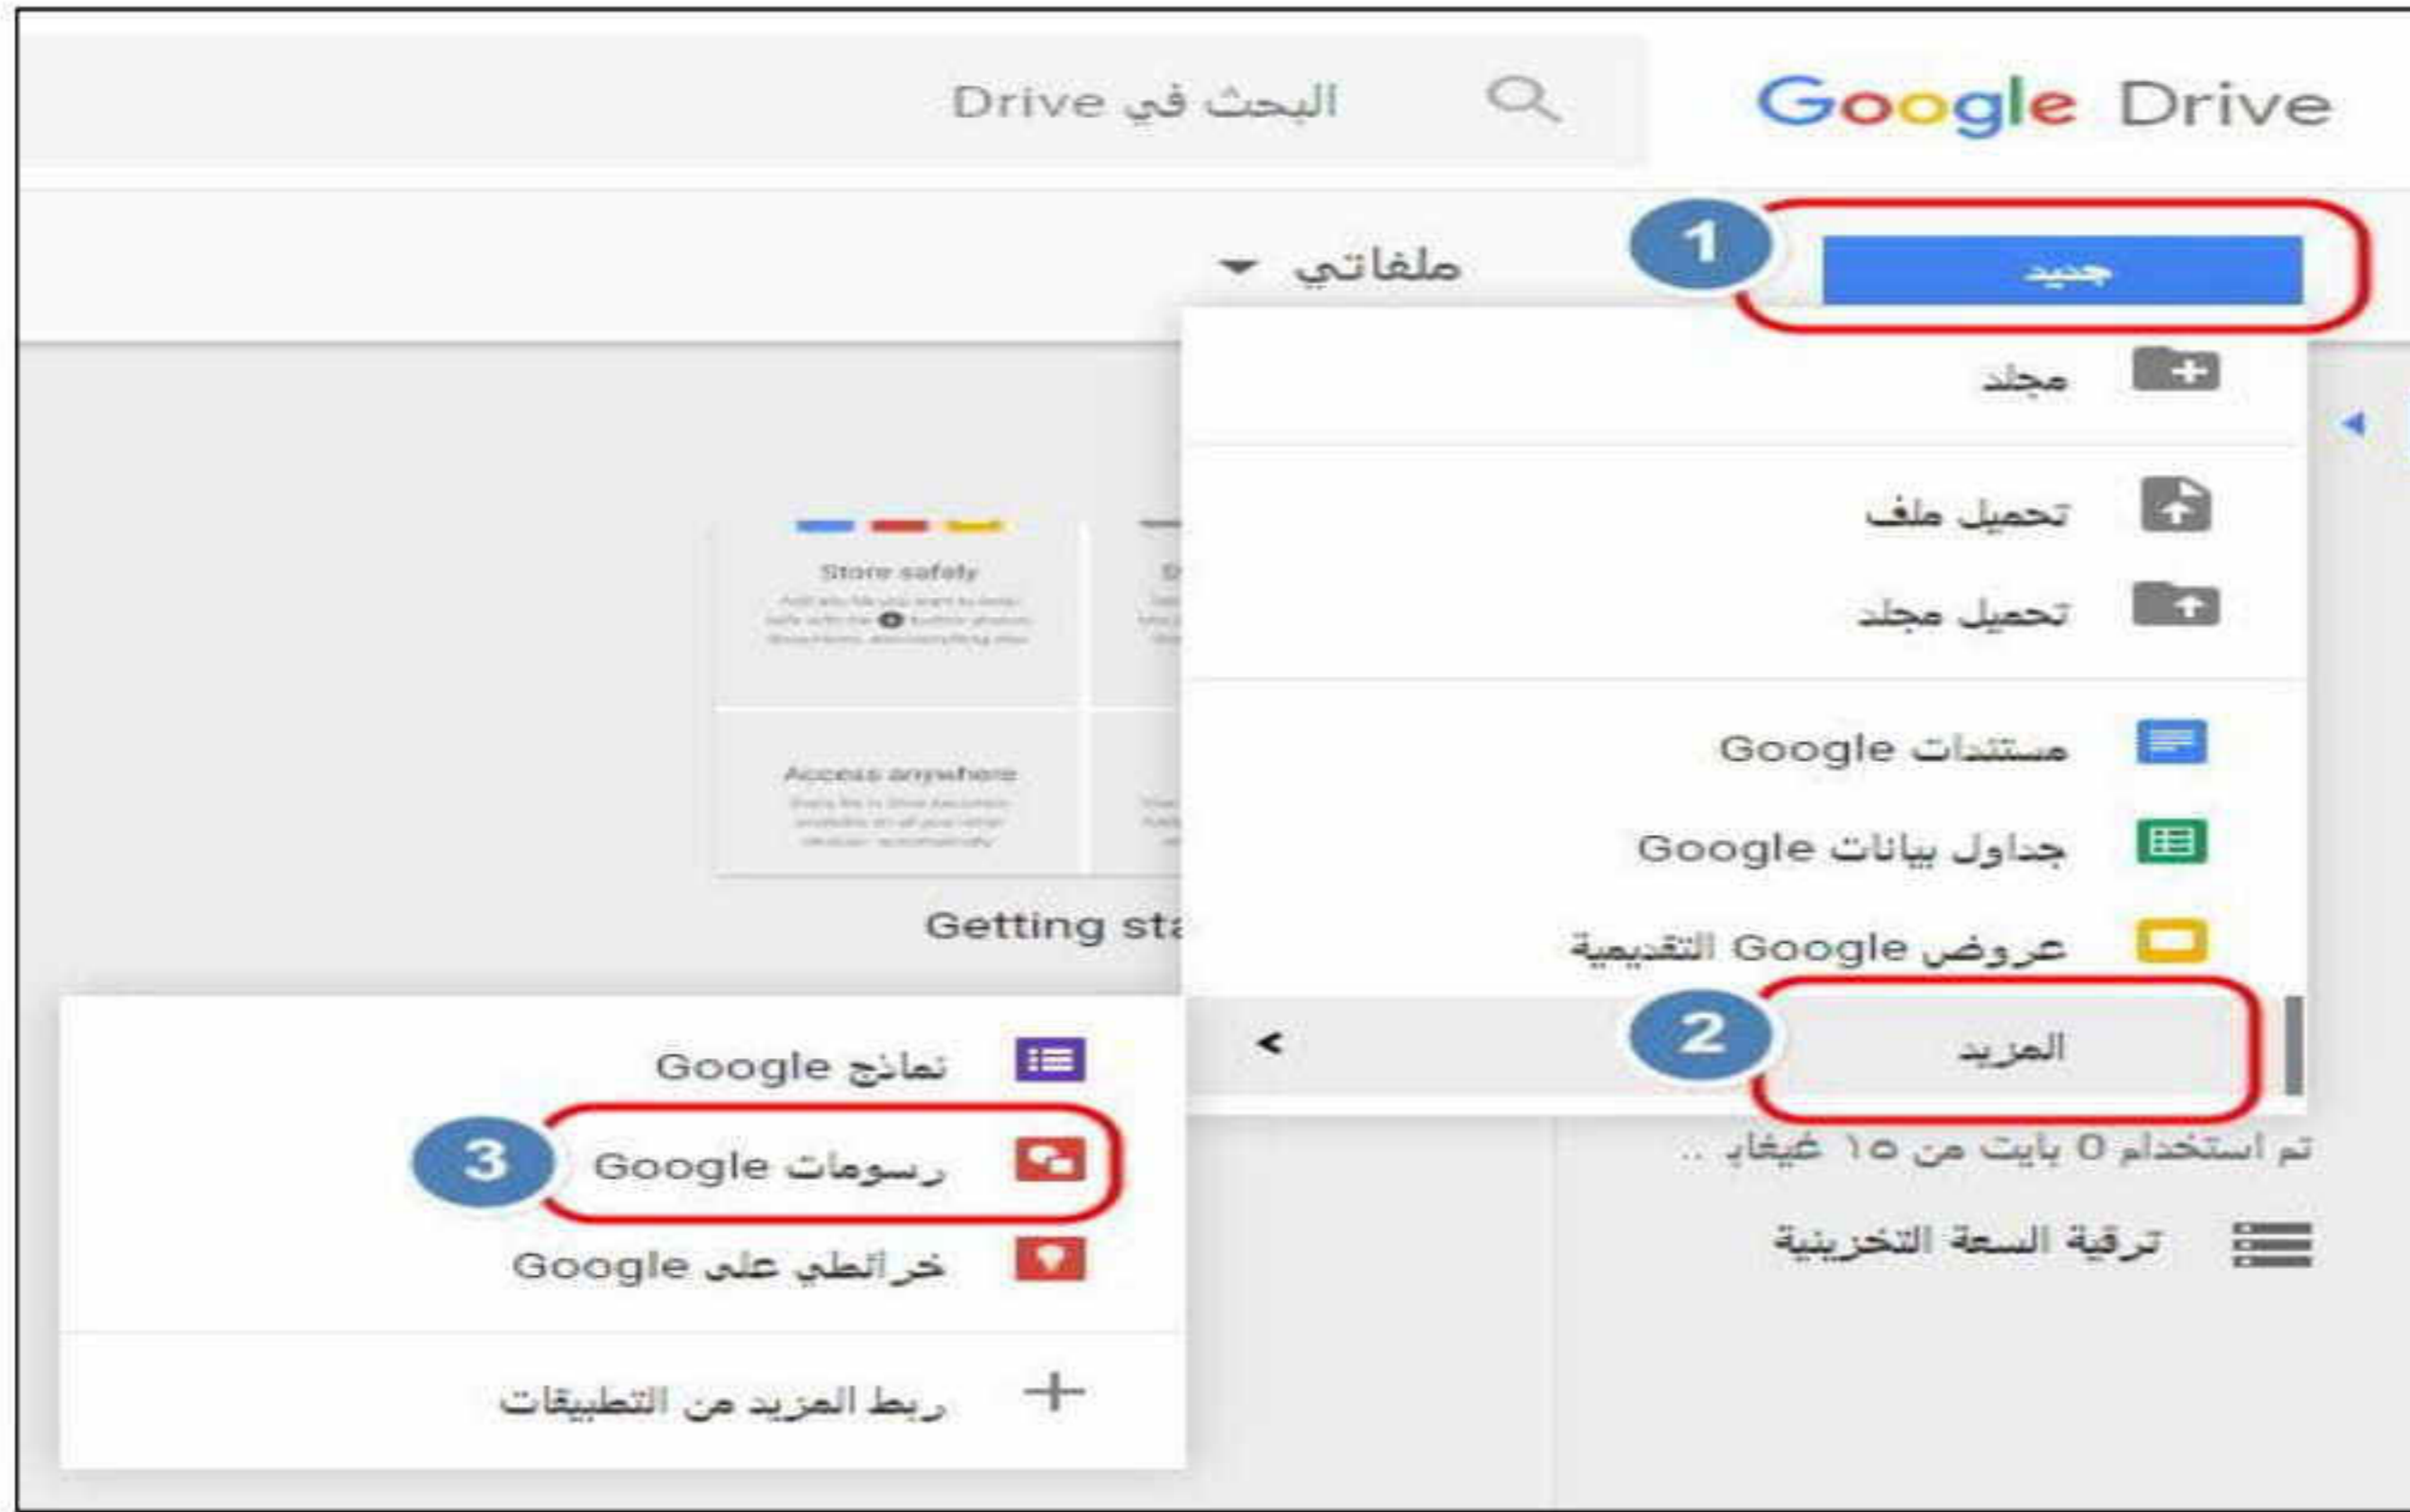 Google Drive
البحث في Drive
1
جديد
ملفاتي
مجلد
تحميل ملف
تحميل مجلد
مستندات Google
جداول بيانات Google
عروض Google التقديمية
2
المزيد
تم استخدام 0 بايت من ١٥ غيغابـ ..
ترقية السعة التخزينية
Store safely
Access anywhere
Getting sta
نماذج Google
3
رسومات Google
خرائطي على Google
ربط المزيد من التطبيقات